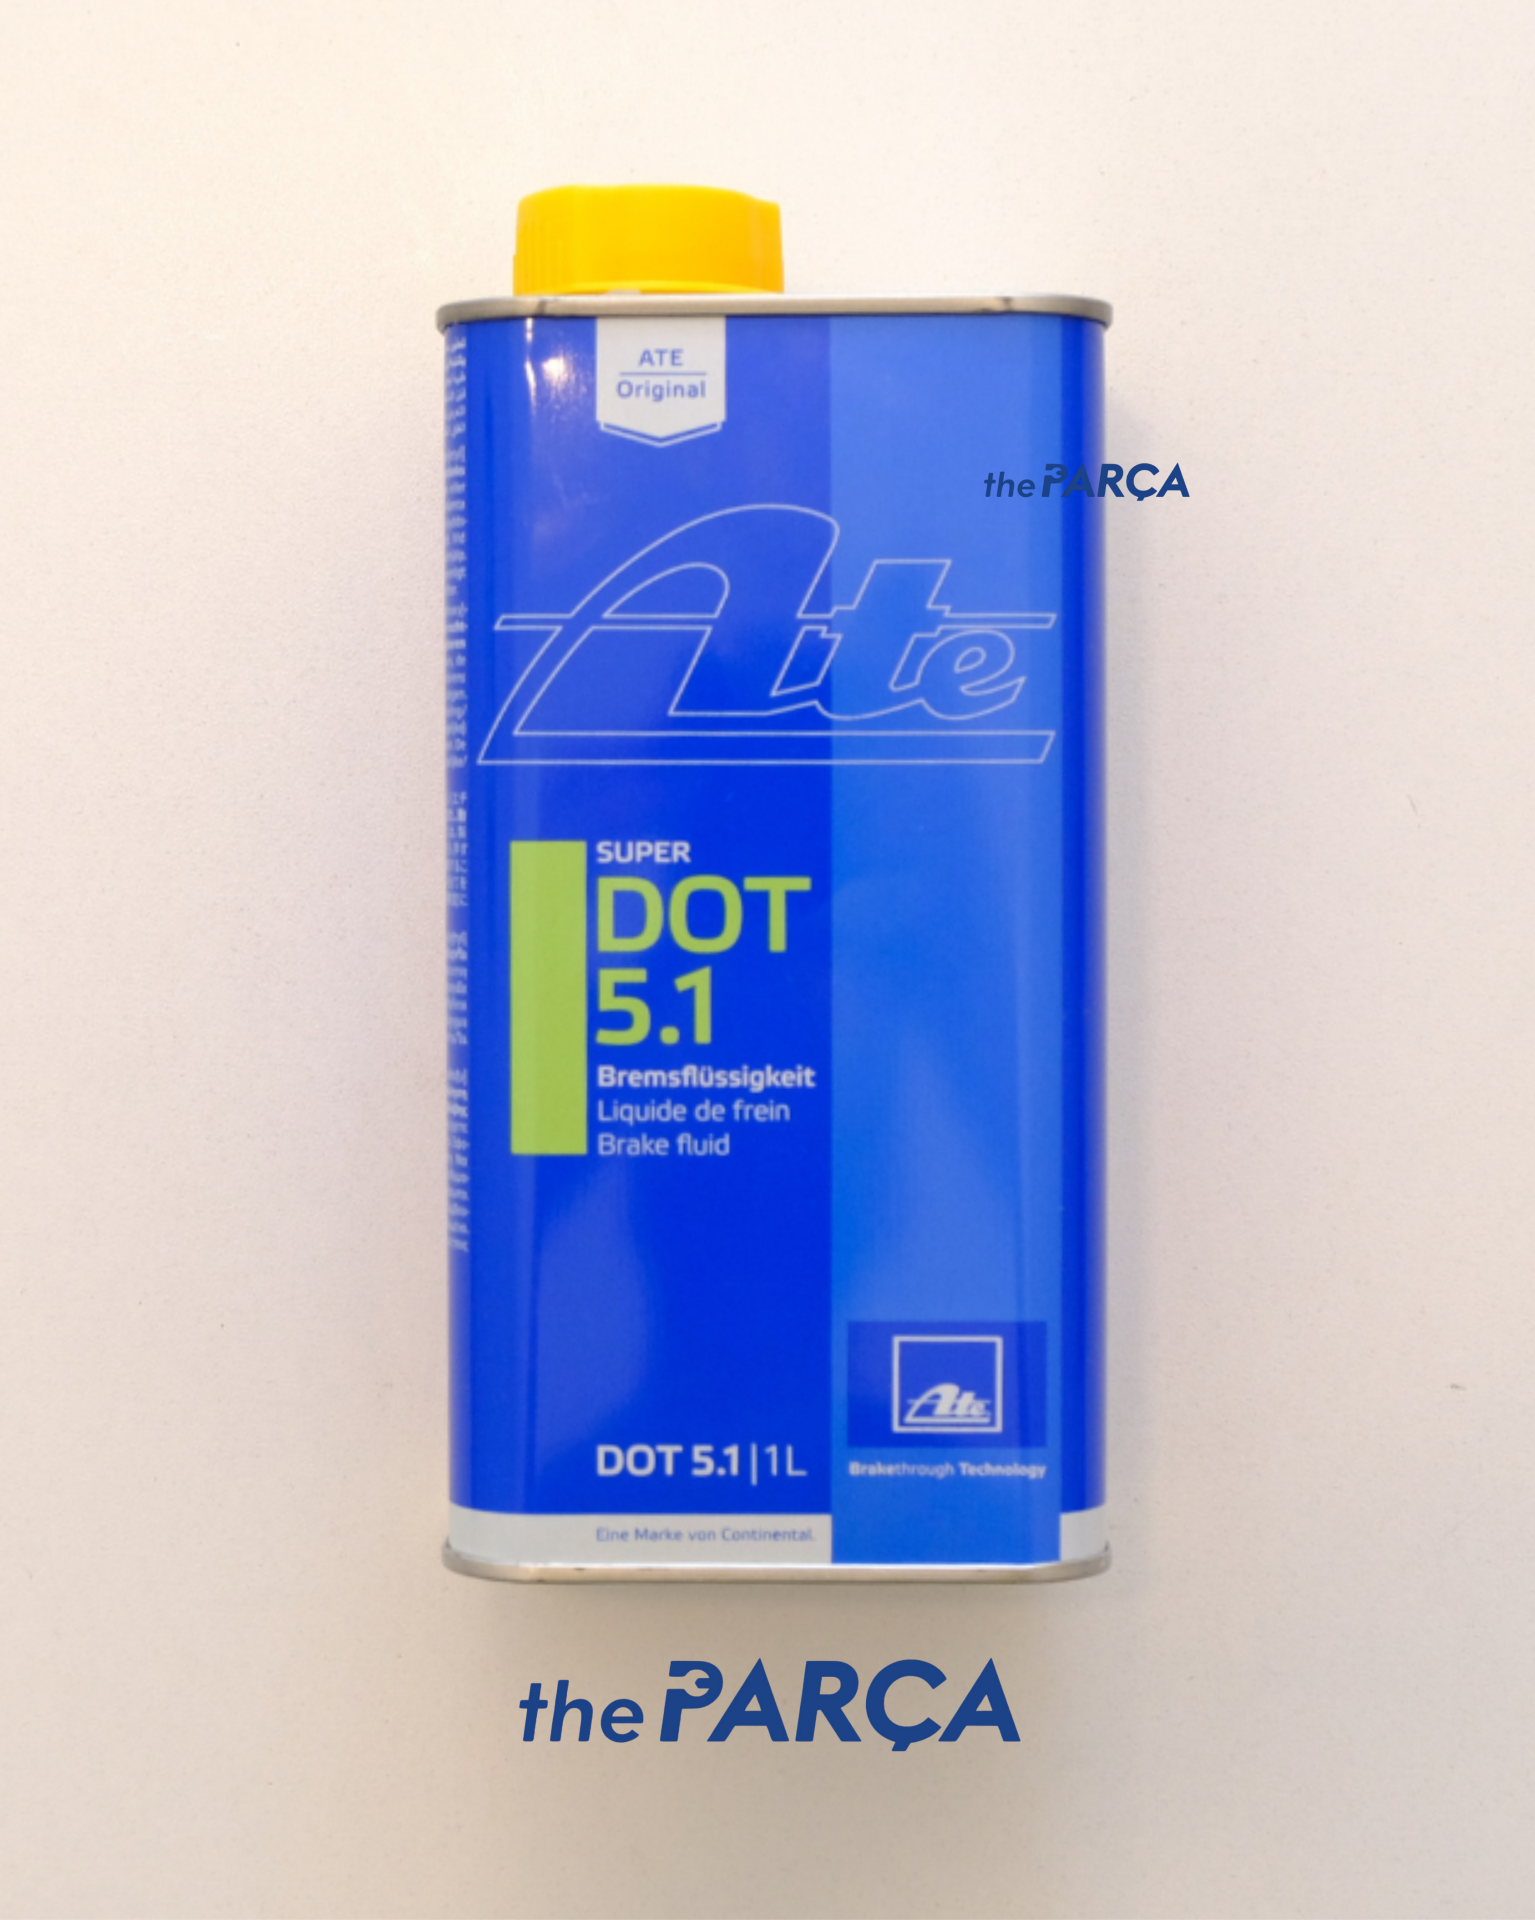 ATE
Original
thePARÇA
Ate
SUPER
DOT
5.1
Bremsflüssigkeit
Liquide de frein
Brake fluid
Ate
DOT 5.1 | 1 L
Brakethrough Technology
Eine Marke von Continental.
thePARÇA